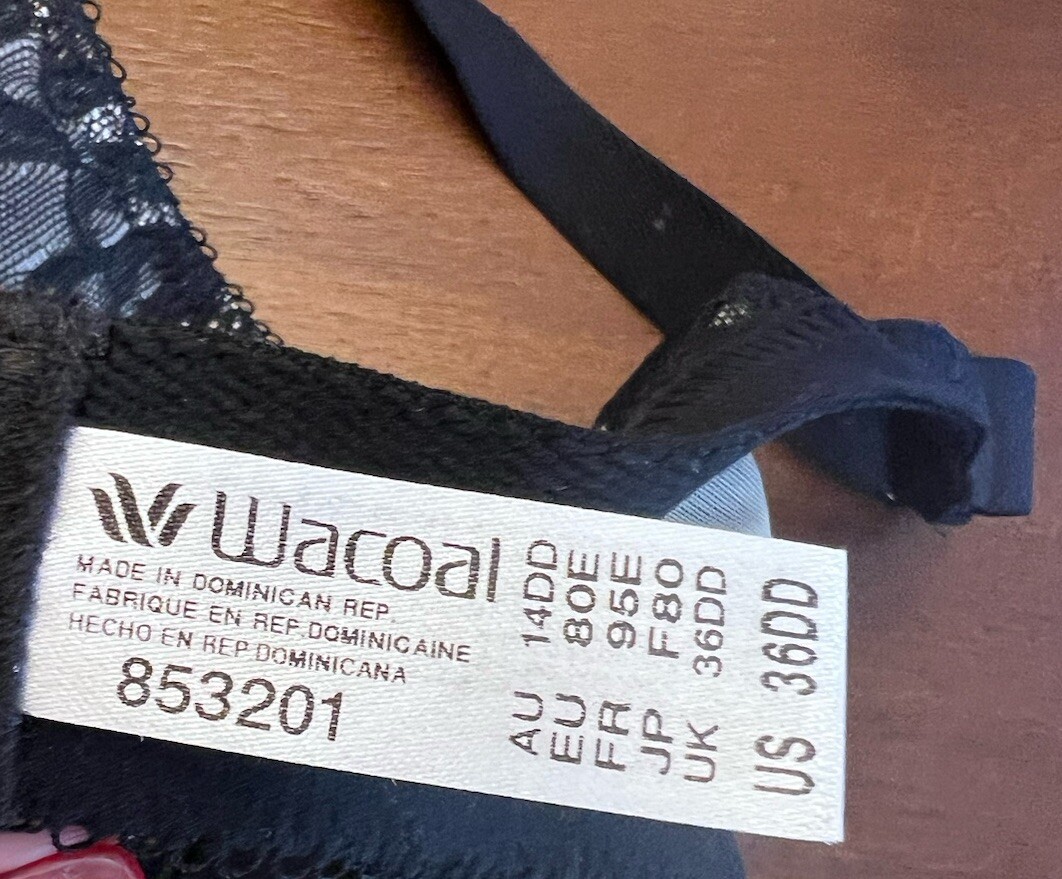 Wacoal
MADE IN DOMINICAN REP.
FABRIQUE EN REP.DOMINICAINE
HECHO EN REP.DOMINICANA
853201
AU 14DD
EU 80E
FR 95E
JP F80
UK 36DD
US 36DD